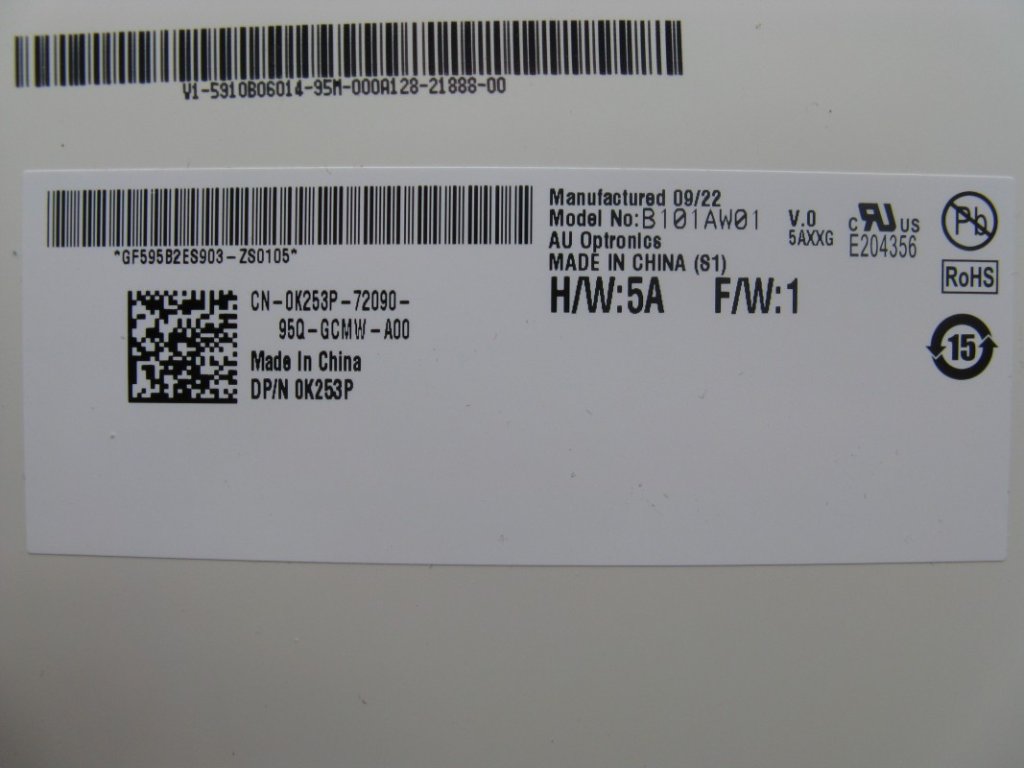 V1-5910B06014-95M-000A128-21888-00
*GF595B2ES903-ZS0105*
CN-0K253P-72090-
95Q-GCMW-A00
Made In China
DP/N 0K253P
Manufactured 09/22
Model No:B101AW01 V.0
5AXXG
AU Optronics
MADE IN CHINA (S1)
H/W:5A F/W:1
c RU US
E204356
Pb
RoHS
15